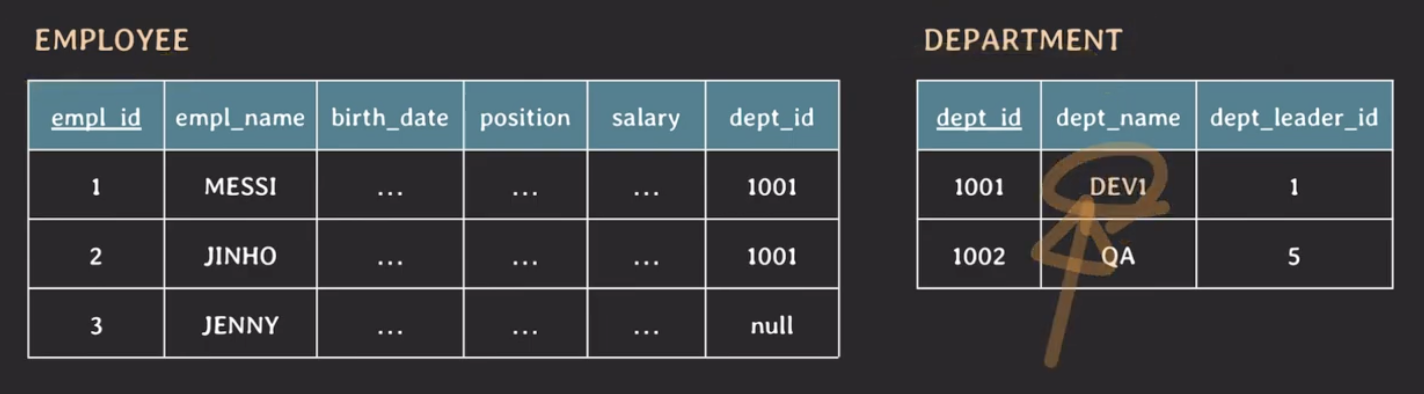 EMPLOYEE
empl_id empl_name birth_date position salary dept_id
1 MESSI ... ... ... 1001
2 JINHO ... ... ... 1001
3 JENNY ... ... ... null
DEPARTMENT
dept_id dept_name dept_leader_id
1001 DEV1 1
1002 QA 5